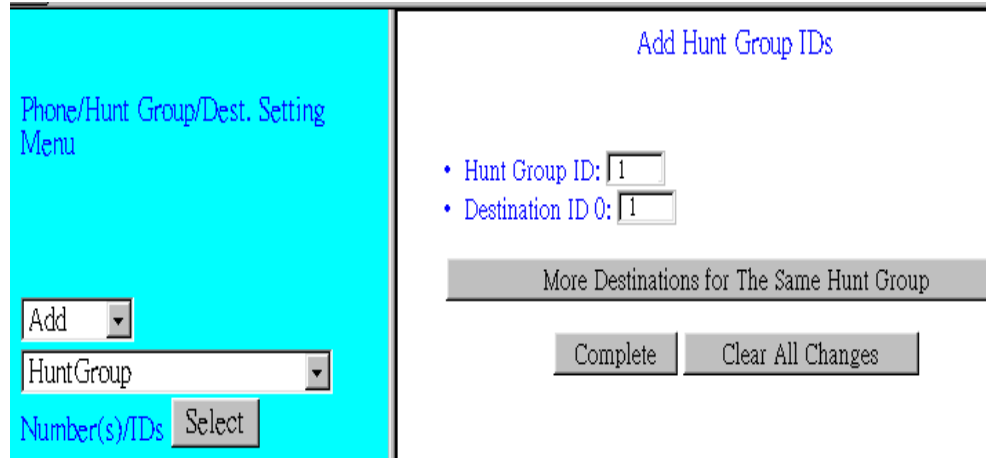 Phone/Hunt Group/Dest. Setting
Menu
Add
HuntGroup
Number(s)/IDs Select
Add Hunt Group IDs
• Hunt Group ID: 1
• Destination ID 0: 1
More Destinations for The Same Hunt Group
Complete Clear All Changes